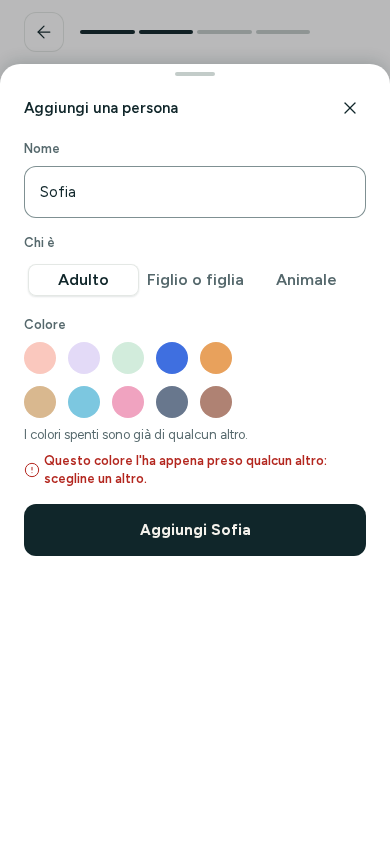 Aggiungi una persona
Nome
Sofia
Chi è
Adulto
Figlio o figlia
Animale
Colore
I colori spenti sono già di qualcun altro.
Questo colore l'ha appena preso qualcun altro:
scegline un altro.
Aggiungi Sofia